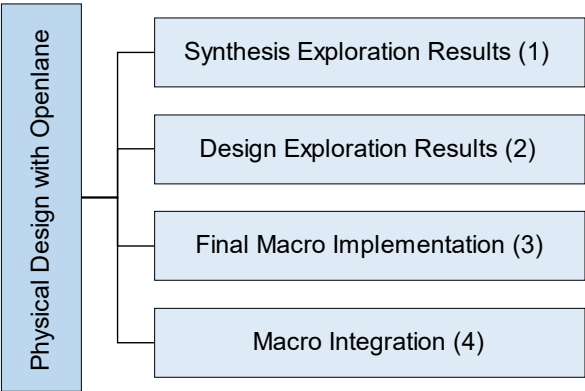 Physical Design with Openlane
Synthesis Exploration Results (1)
Design Exploration Results (2)
Final Macro Implementation (3)
Macro Integration (4)